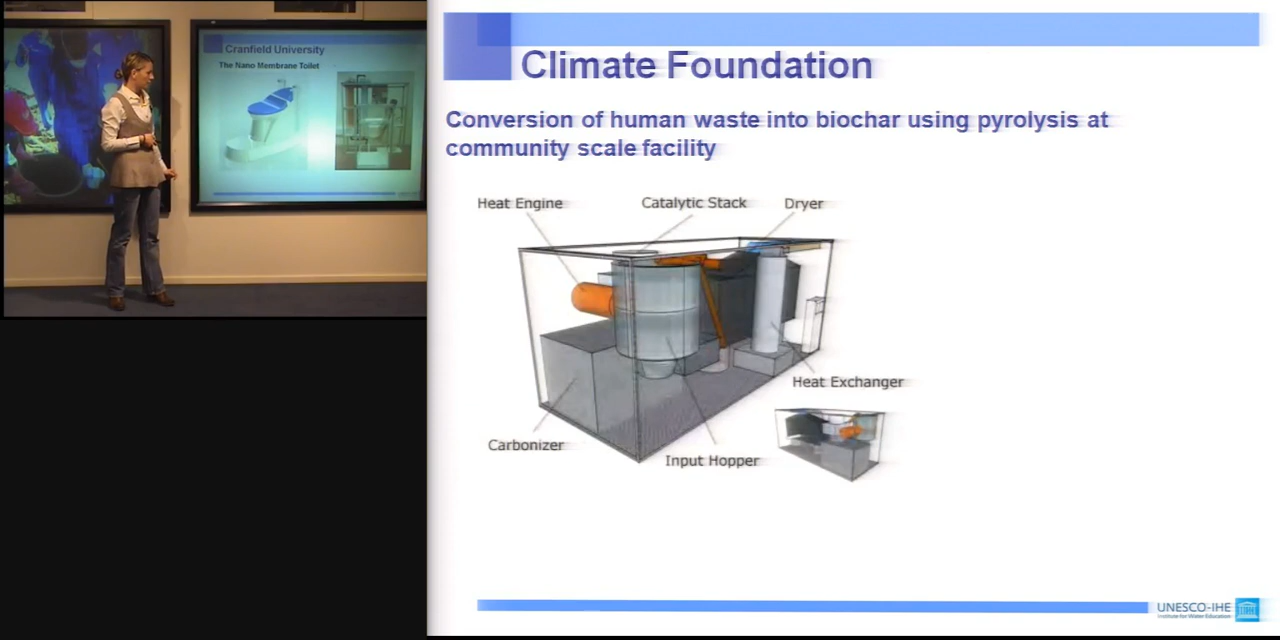 Cranfield University
The Nano Membrane Toilet
Climate Foundation
Conversion of human waste into biochar using pyrolysis at
community scale facility
Heat Engine
Catalytic Stack
Dryer
Heat Exchanger
Carbonizer
Input Hopper
UNESCO-IHE
Institute for Water Education